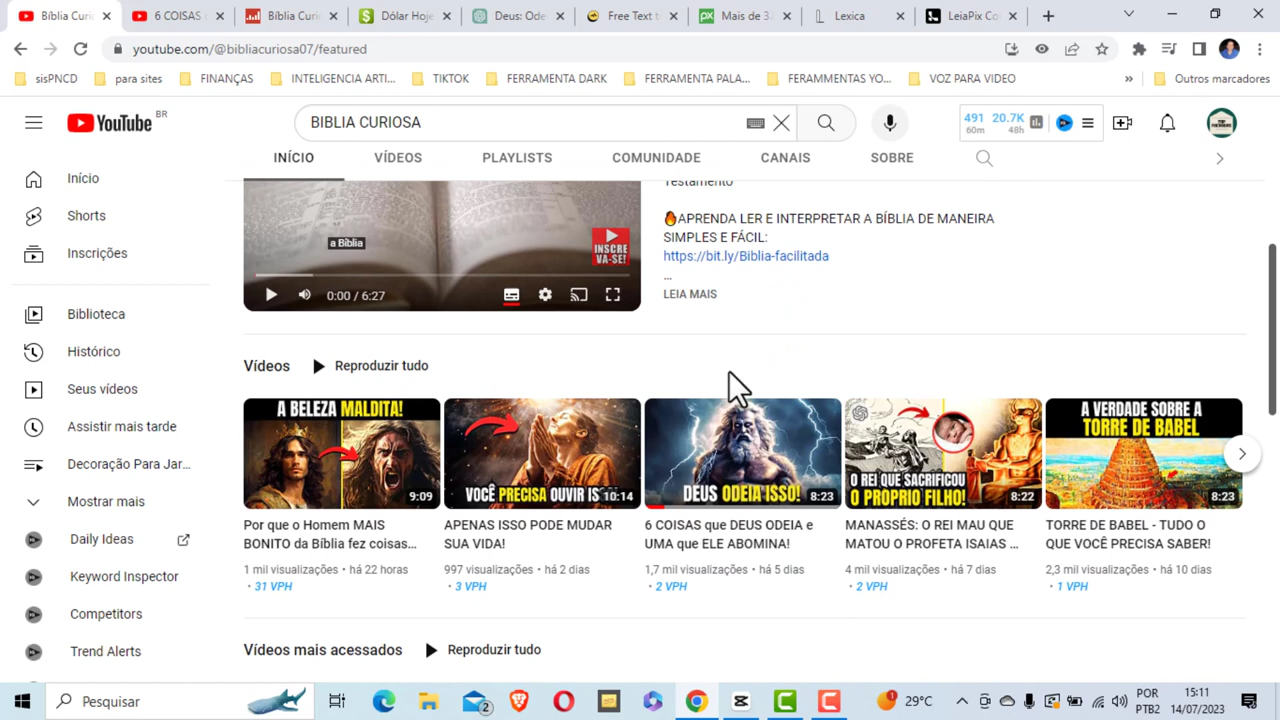 Bíblia Curi
6 COISAS
Bíblia Curi
Dólar Hoje
Deus: Ode
Free Text t
Mais de 3.
Lexica
LeiaPix Co
youtube.com/@bibliacuriosa07/featured
sisPNCD
para sites
FINANÇAS
INTELIGENCIA ARTI...
TIKTOK
FERRAMENTA DARK
FERRAMENTA PALA...
FERAMMENTAS YO...
VOZ PARA VIDEO
»
Outros marcadores
YouTube BR
BIBLIA CURIOSA
491 20.7K
60m 48h
INÍCIO
VÍDEOS
PLAYLISTS
COMUNIDADE
CANAIS
SOBRE
Início
Shorts
Inscrições
Biblioteca
Histórico
Seus vídeos
Assistir mais tarde
Decoração Para Jar...
Mostrar mais
Daily Ideas
Keyword Inspector
Competitors
Trend Alerts
a Bíblia
INSCRE
VA-SE!
0:00 / 6:27
Testamento
🔥APRENDA LER E INTERPRETAR A BÍBLIA DE MANEIRA
SIMPLES E FÁCIL:
https://bit.ly/Biblia-facilitada
...
LEIA MAIS
Vídeos
Reproduzir tudo
A BELEZA MALDITA!
9:09
Por que o Homem MAIS
BONITO da Bíblia fez coisas...
1 mil visualizações • há 22 horas
• 31 VPH
VOCÊ PRECISA OUVIR IS
10:14
APENAS ISSO PODE MUDAR
SUA VIDA!
997 visualizações • há 2 dias
• 3 VPH
DEUS ODEIA ISSO!
8:23
6 COISAS que DEUS ODEIA e
UMA que ELE ABOMINA!
1,7 mil visualizações • há 5 dias
• 2 VPH
O REI QUE SACRIFICOU
O PRÓPRIO FILHO!
8:22
MANASSÉS: O REI MAU QUE
MATOU O PROFETA ISAIAS ...
4 mil visualizações • há 7 dias
• 2 VPH
A VERDADE SOBRE A
TORRE DE BABEL
8:23
TORRE DE BABEL - TUDO O
QUE VOCÊ PRECISA SABER!
2,3 mil visualizações • há 10 dias
• 1 VPH
Vídeos mais acessados
Reproduzir tudo
Pesquisar
2
1
29°C
POR
PTB2
15:11
14/07/2023